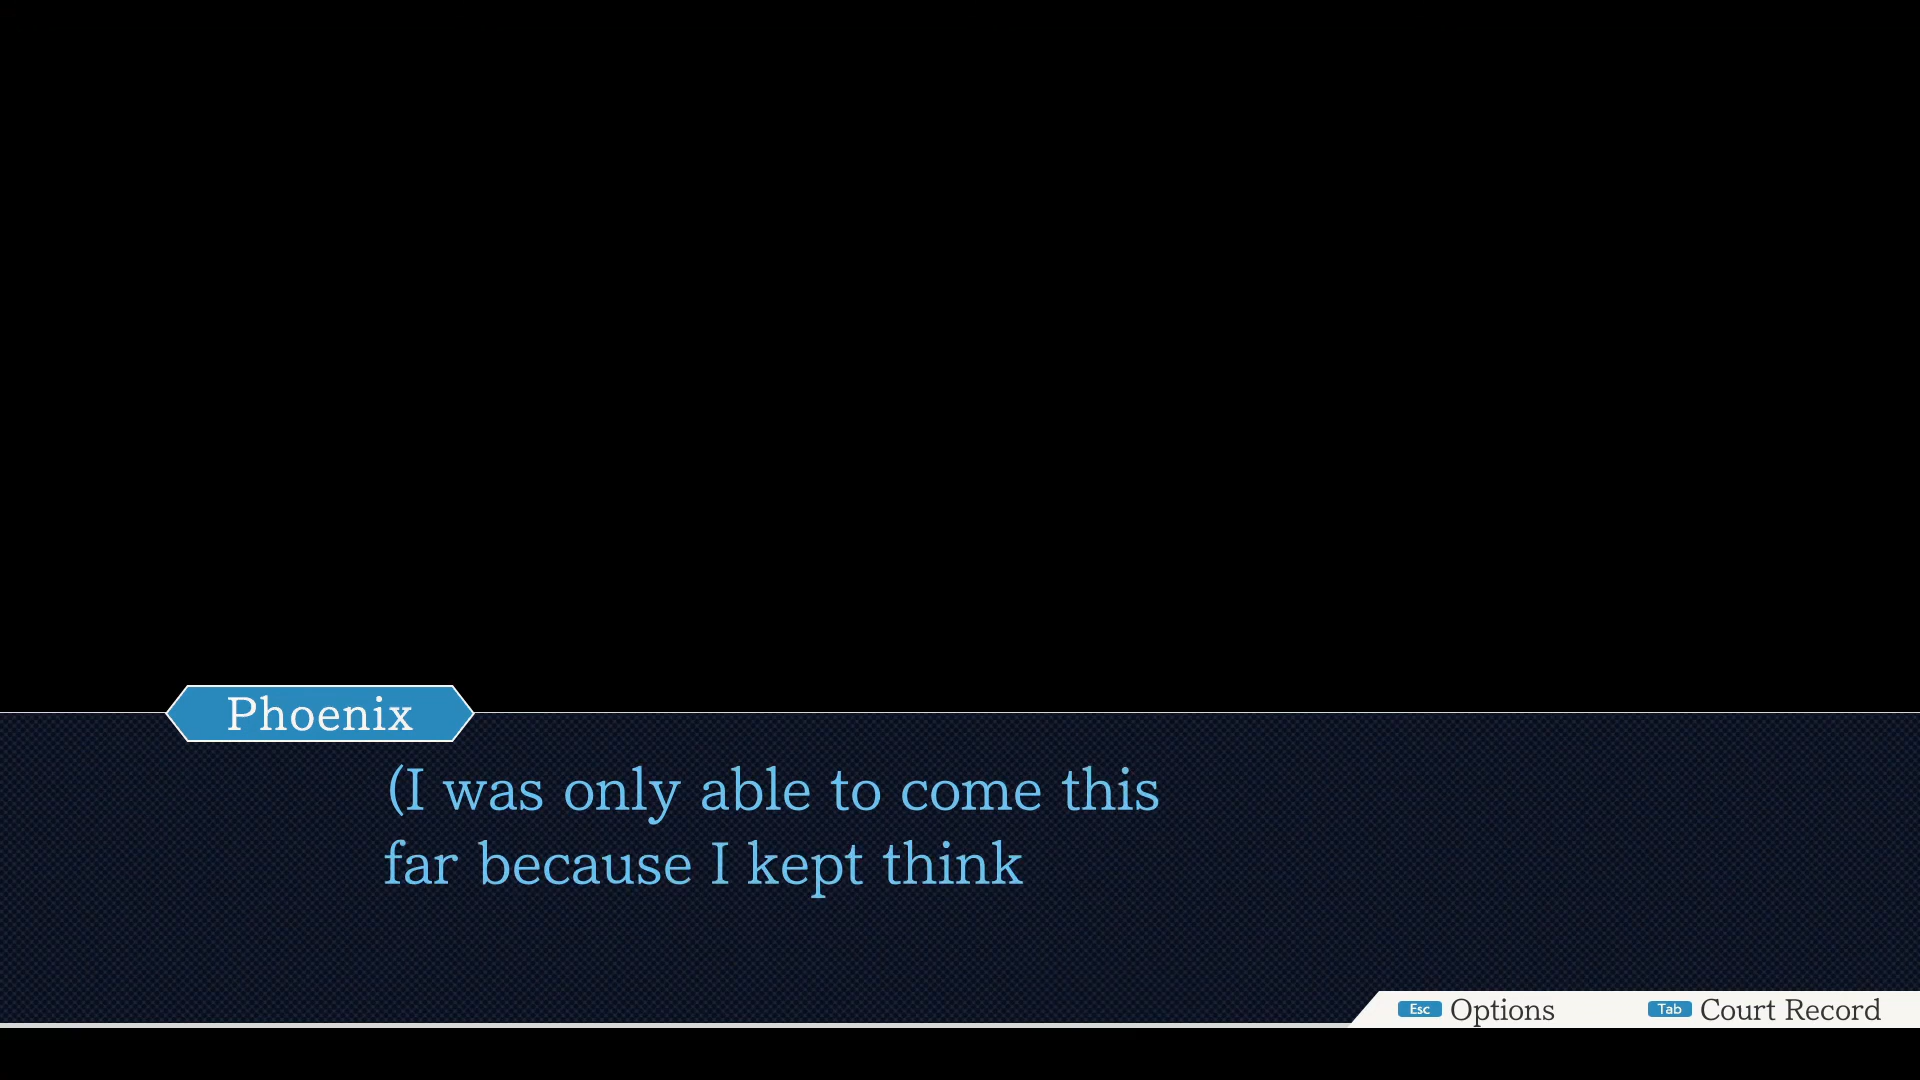 Phoenix
(I was only able to come this
far because I kept think
Esc Options Tab Court Record